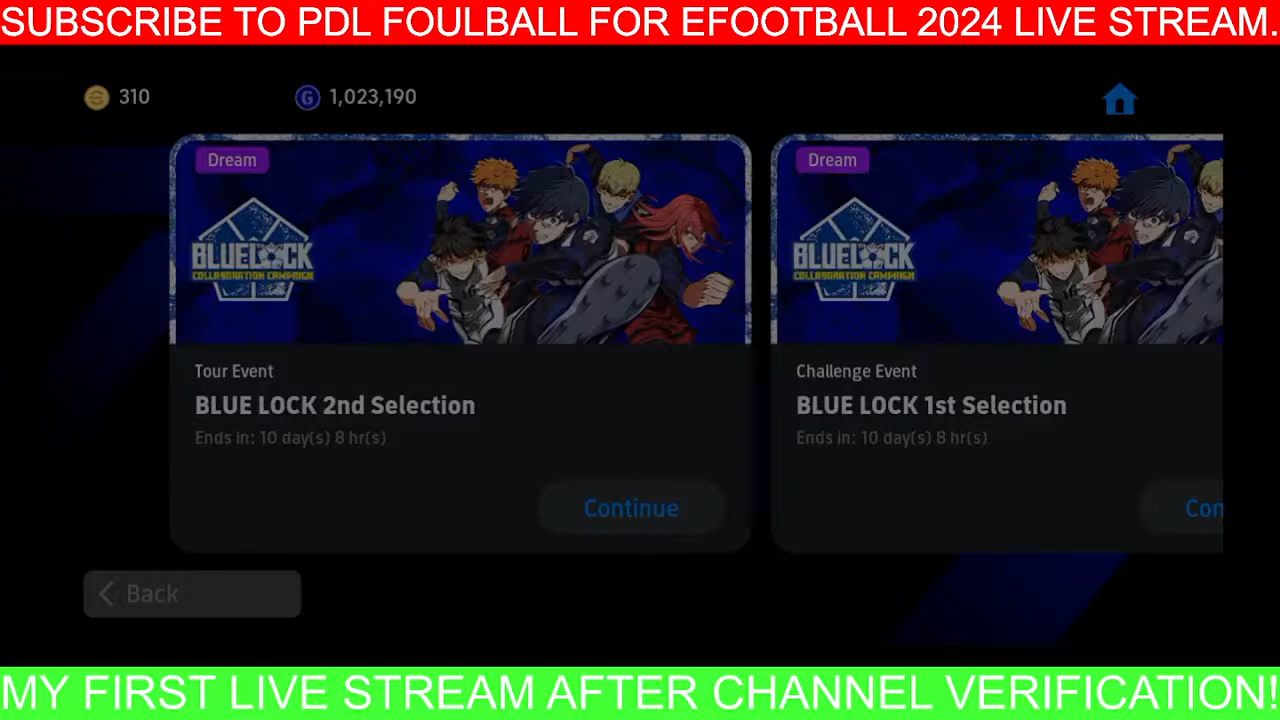 SUBSCRIBE TO PDL FOULBALL FOR EFOOTBALL 2024 LIVE STREAM.
310
G 1,023,190
Dream
BLUELOCK
COLLABORATION CAMPAIGN
Tour Event
BLUE LOCK 2nd Selection
Ends in: 10 day(s) 8 hr(s)
Continue
Dream
BLUELOCK
COLLABORATION CAMPAIGN
Challenge Event
BLUE LOCK 1st Selection
Ends in: 10 day(s) 8 hr(s)
Con
Back
MY FIRST LIVE STREAM AFTER CHANNEL VERIFICATION!